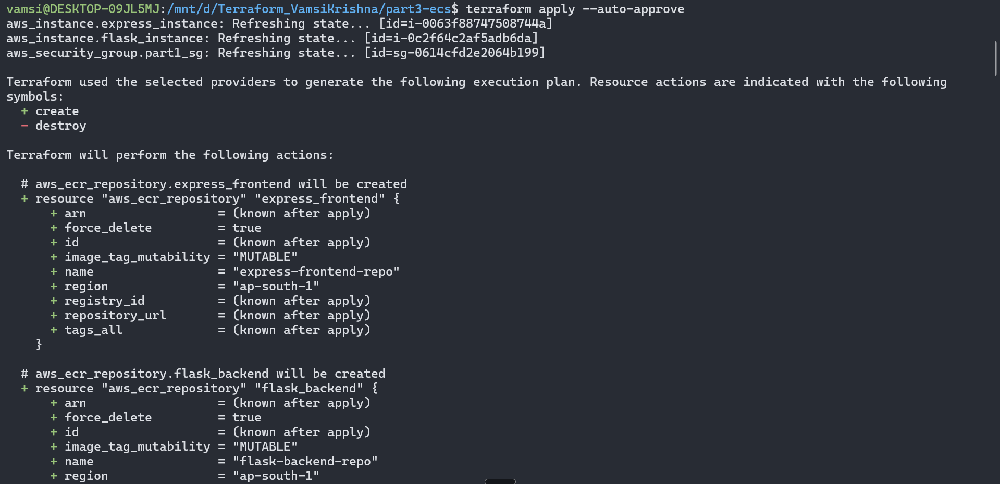 vamsi@DESKTOP-09JL5MJ:/mnt/d/Terraform_VamsiKrishna/part3-ecs$ terraform apply --auto-approve
aws_instance.express_instance: Refreshing state... [id=i-0063f88747508744a]
aws_instance.flask_instance: Refreshing state... [id=i-0c2f64c2af5adb6da]
aws_security_group.part1_sg: Refreshing state... [id=sg-0614cfd2e2064b199]
Terraform used the selected providers to generate the following execution plan. Resource actions are indicated with the following
symbols:
  + create
  - destroy
Terraform will perform the following actions:
  # aws_ecr_repository.express_frontend will be created
  + resource "aws_ecr_repository" "express_frontend" {
      + arn                  = (known after apply)
      + force_delete         = true
      + id                   = (known after apply)
      + image_tag_mutability = "MUTABLE"
      + name                 = "express-frontend-repo"
      + region               = "ap-south-1"
      + registry_id          = (known after apply)
      + repository_url       = (known after apply)
      + tags_all             = (known after apply)
    }
  # aws_ecr_repository.flask_backend will be created
  + resource "aws_ecr_repository" "flask_backend" {
      + arn                  = (known after apply)
      + force_delete         = true
      + id                   = (known after apply)
      + image_tag_mutability = "MUTABLE"
      + name                 = "flask-backend-repo"
      + region               = "ap-south-1"